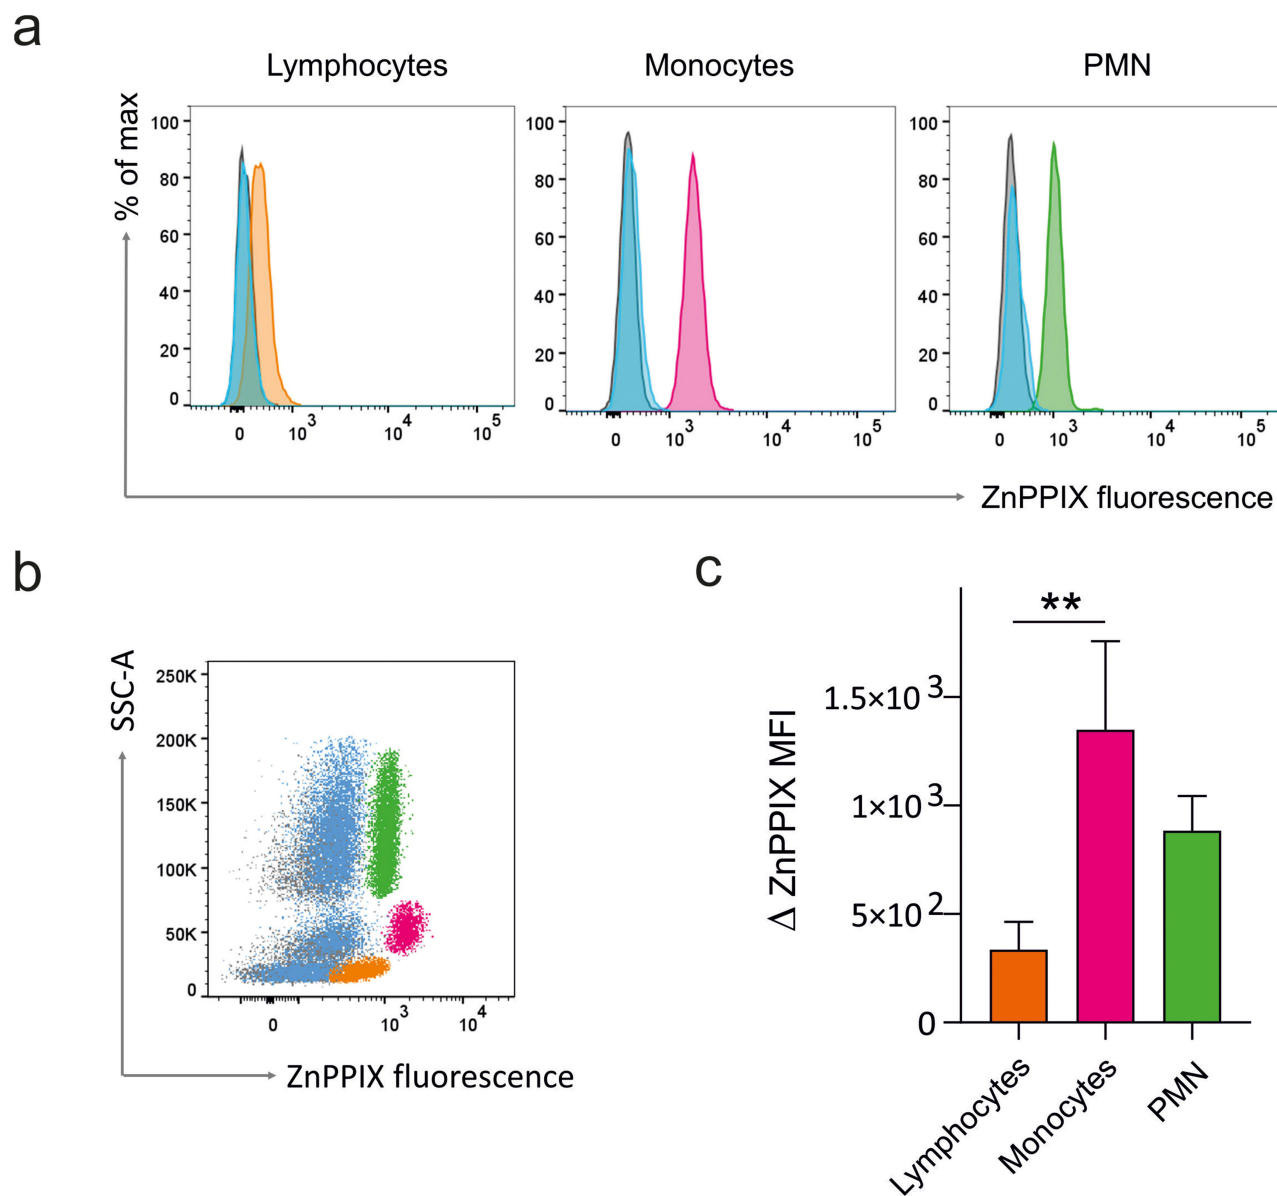 a
Lymphocytes Monocytes PMN
% of max
100 80 60 40 20 0
0 10³ 10⁴ 10⁵
100 80 60 40 20 0
0 10³ 10⁴ 10⁵
100 80 60 40 20 0
0 10³ 10⁴ 10⁵
ZnPPIX fluorescence
b
SSC-A
250K
200K
150K
100K
50K
0
0 10³ 10⁴
ZnPPIX fluorescence
c
**
Δ ZnPPIX MFI
1.5×10³
1×10³
5×10²
0
Lymphocytes
Monocytes
PMN